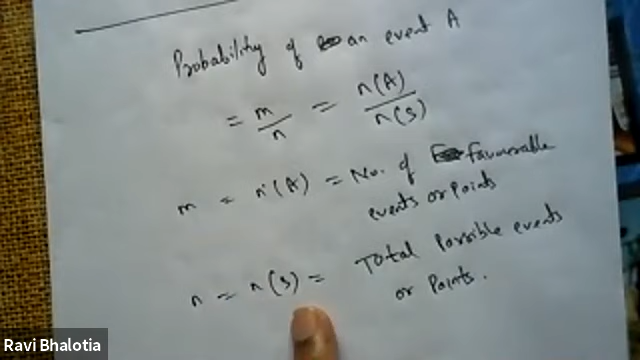 Probability of an event A
= m/n = n(A)/n(S)
m = n(A) = No. of favourable
events or points
n = n(S) = Total possible events
or Points.
Ravi Bhalotia